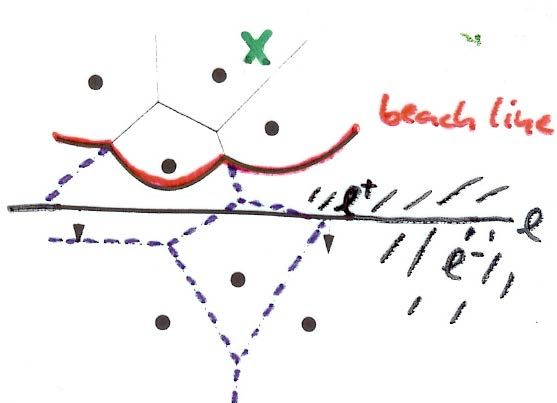 X
beach line
l+
l
l-